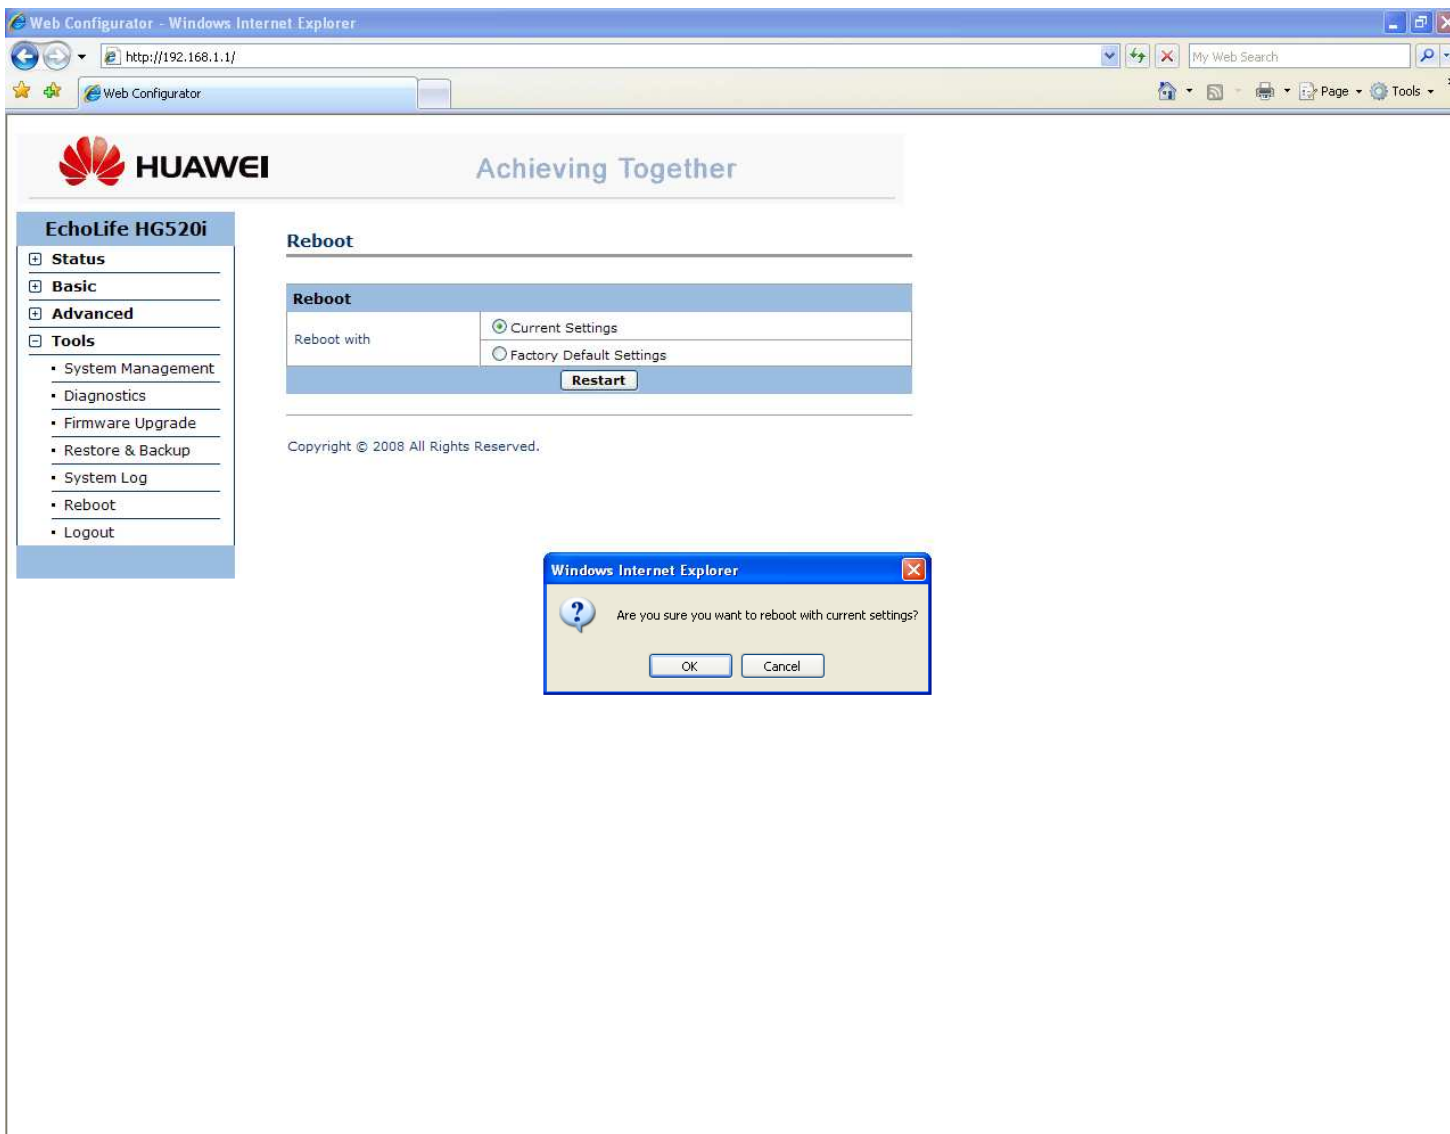 Web Configurator - Windows Internet Explorer
http://192.168.1.1/
My Web Search
Web Configurator
Page
Tools
HUAWEI
Achieving Together
EchoLife HG520i
Status
Basic
Advanced
Tools
System Management
Diagnostics
Firmware Upgrade
Restore & Backup
System Log
Reboot
Logout
Reboot
Reboot
Reboot with
Current Settings
Factory Default Settings
Restart
Copyright © 2008 All Rights Reserved.
Windows Internet Explorer
Are you sure you want to reboot with current settings?
OK
Cancel